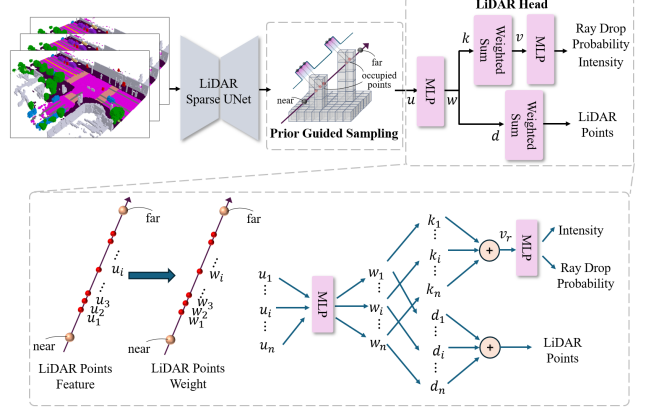 LiDAR Head
LiDAR
Sparse UNet
far
occupied
points
near
Prior Guided Sampling
u
MLP
w
k
Weighted
Sum
v
MLP
Ray Drop
Probability
Intensity
d
Weighted
Sum
LiDAR
Points
far
⋯
u_i
u_3
u_2
u_1
near
LiDAR Points
Feature
far
⋯
w_i
w_3
w_2
w_1
near
LiDAR Points
Weight
u_1
⋮
u_i
⋮
u_n
MLP
w_1
⋮
w_i
⋮
w_n
k_1
⋮
k_i
⋮
k_n
d_1
⋮
d_i
⋮
d_n
+
v_r
MLP
Intensity
Ray Drop
Probability
+
LiDAR
Points